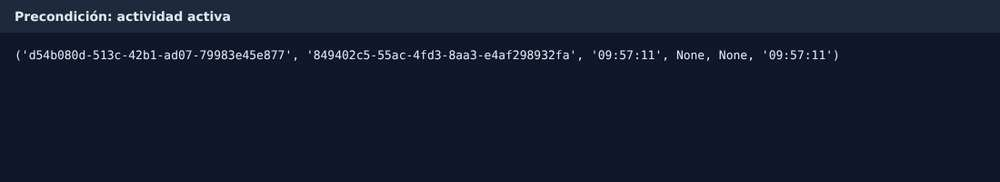 Precondición: actividad activa
('d54b080d-513c-42b1-ad07-79983e45e877', '849402c5-55ac-4fd3-8aa3-e4af298932fa', '09:57:11', None, None, '09:57:11')